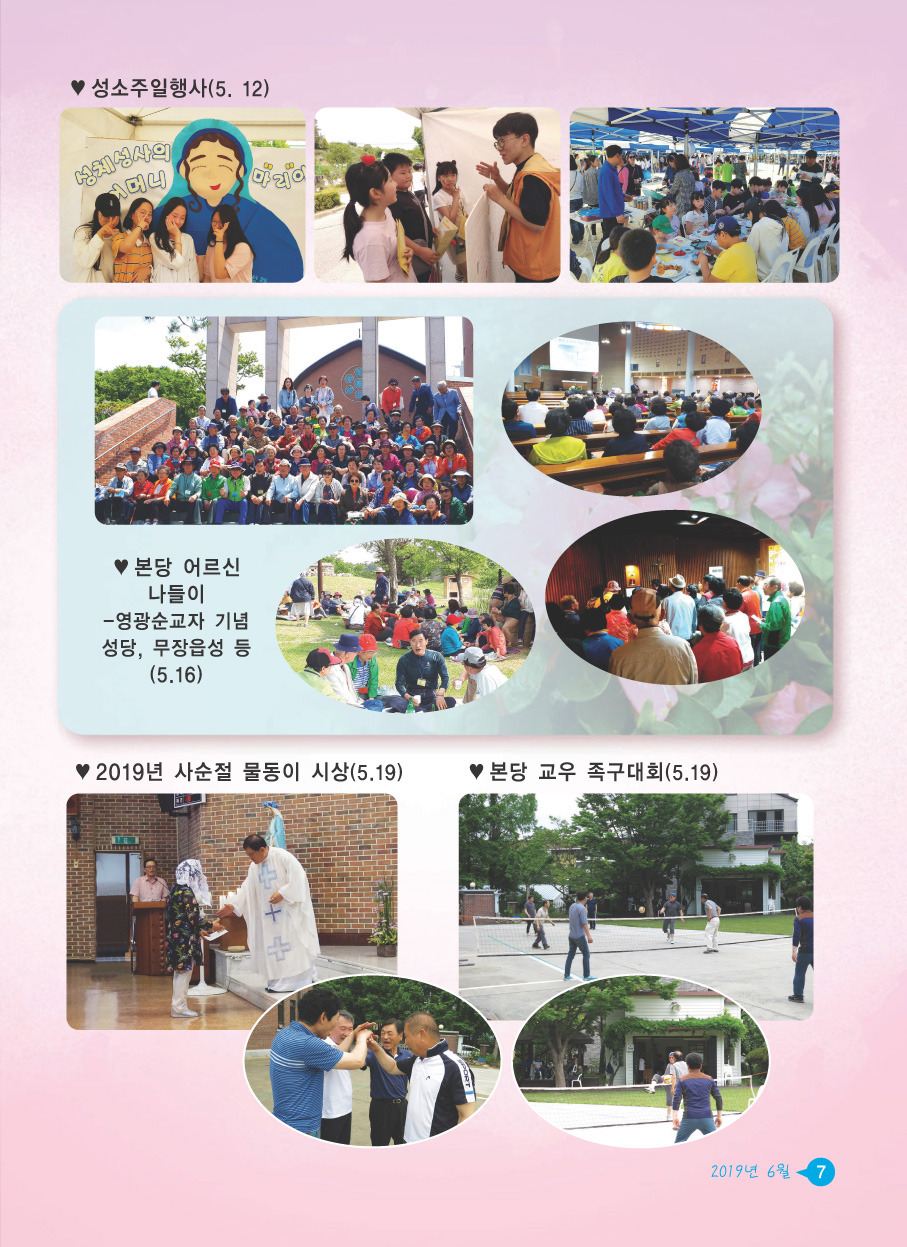 ♥ 성소주일행사(5. 12)
성체성사의
어머니
마리아
♥ 본당 어르신
나들이
-영광순교자 기념
성당, 무장읍성 등
(5.16)
♥ 2019년 사순절 물동이 시상(5.19)
♥ 본당 교우 족구대회(5.19)
2019년 6월 7